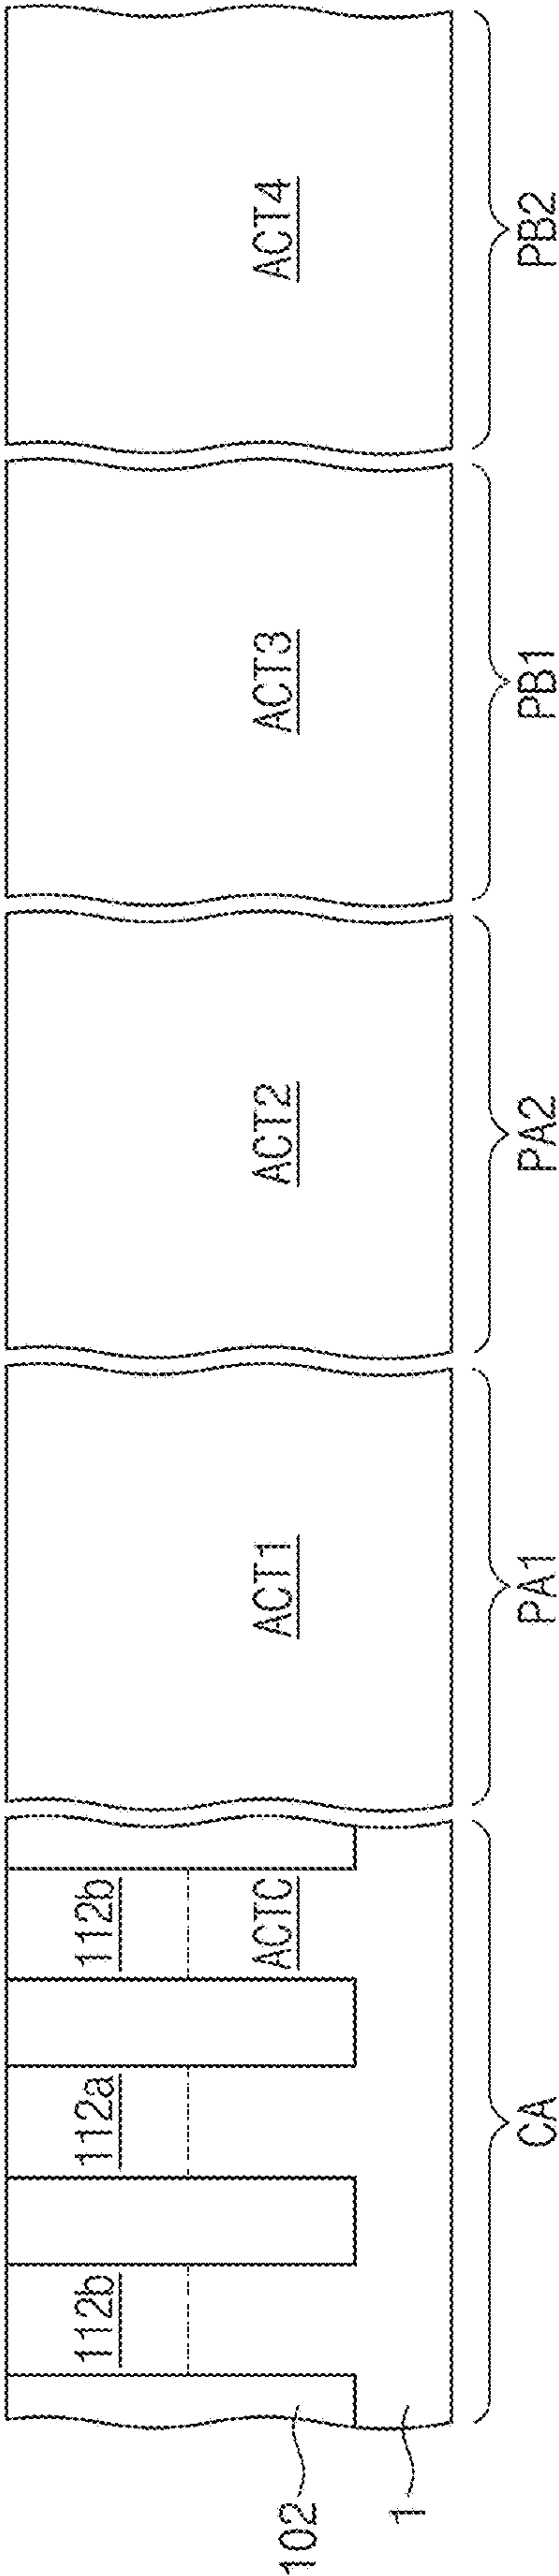 112b 112a 112b
ACTC ACT1 ACT2 ACT3 ACT4
102
1
CA PA1 PA2 PB1 PB2